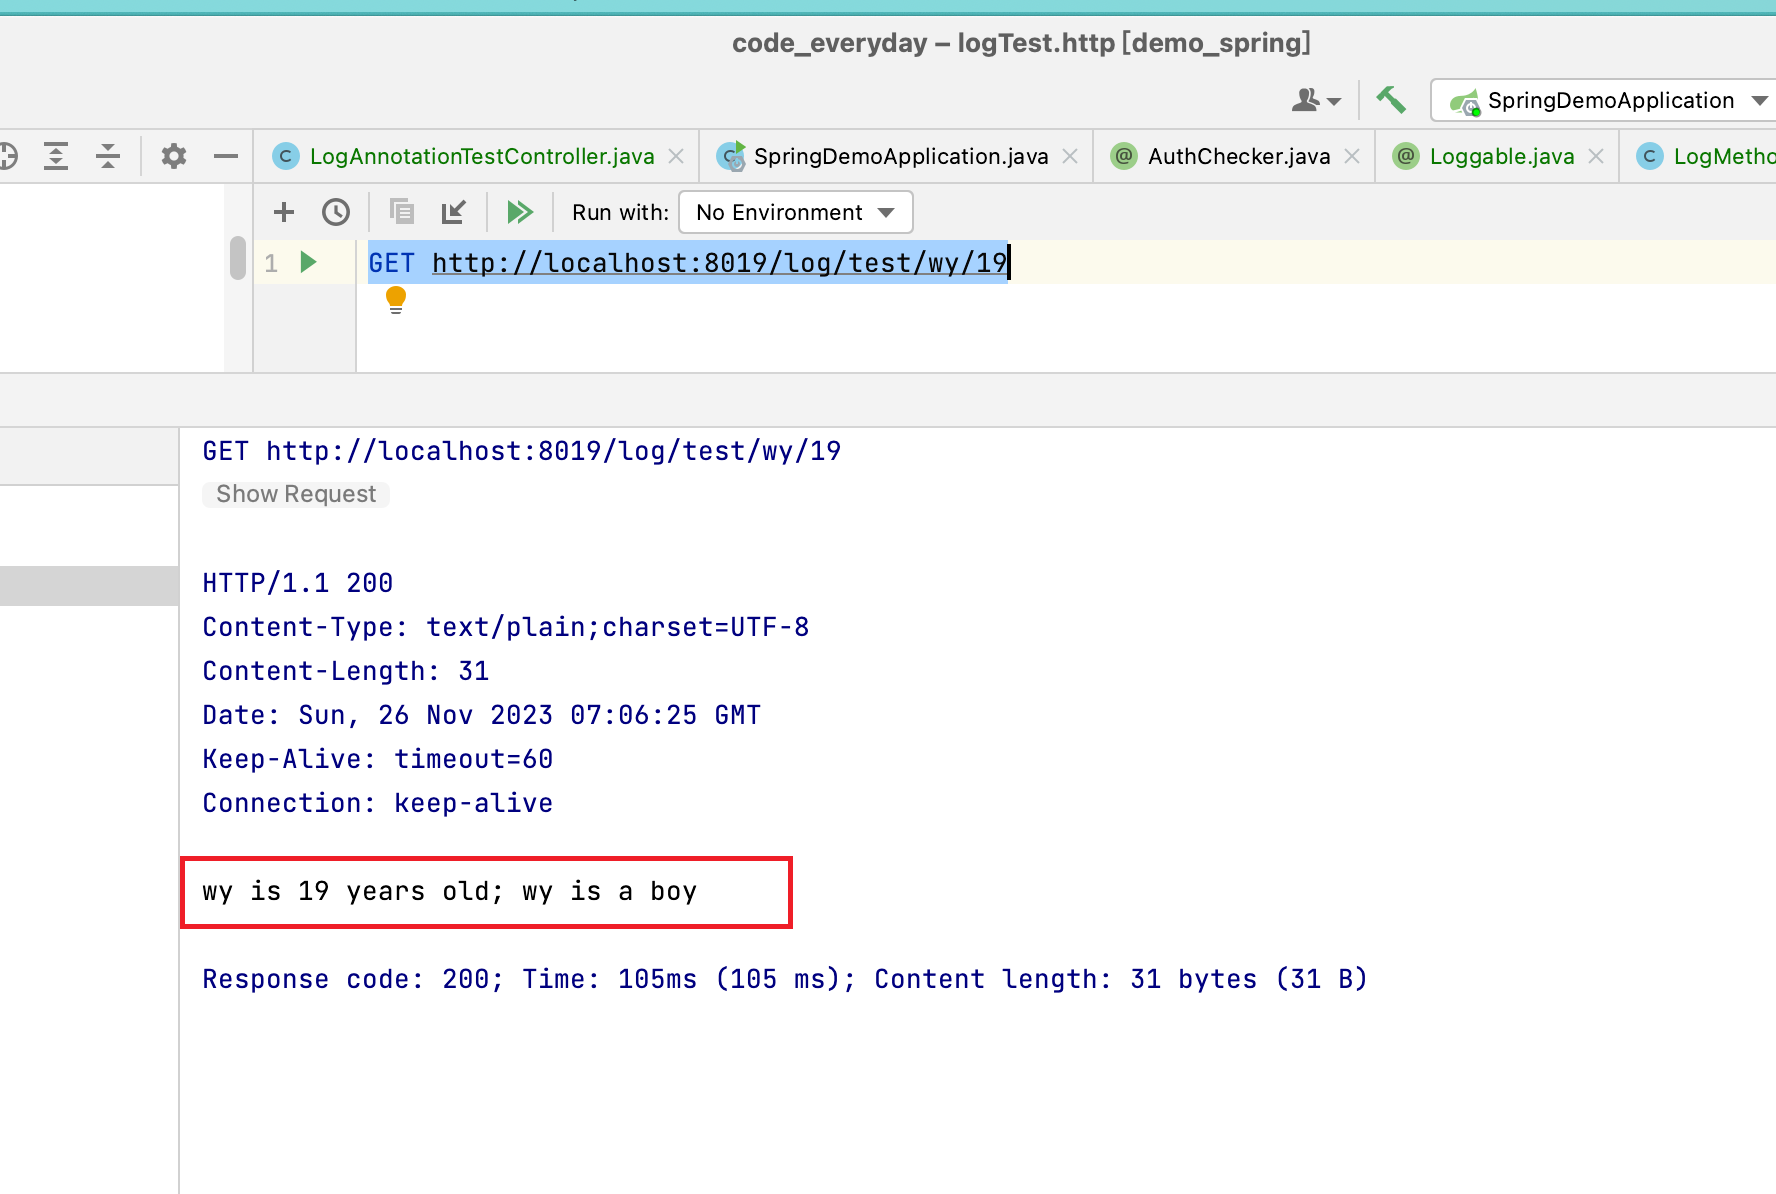 code_everyday – logTest.http [demo_spring]
SpringDemoApplication
LogAnnotationTestController.java
SpringDemoApplication.java
AuthChecker.java
Loggable.java
LogMetho
Run with:
No Environment
1
GET http://localhost:8019/log/test/wy/19
GET http://localhost:8019/log/test/wy/19
Show Request
HTTP/1.1 200
Content-Type: text/plain;charset=UTF-8
Content-Length: 31
Date: Sun, 26 Nov 2023 07:06:25 GMT
Keep-Alive: timeout=60
Connection: keep-alive
wy is 19 years old; wy is a boy
Response code: 200; Time: 105ms (105 ms); Content length: 31 bytes (31 B)